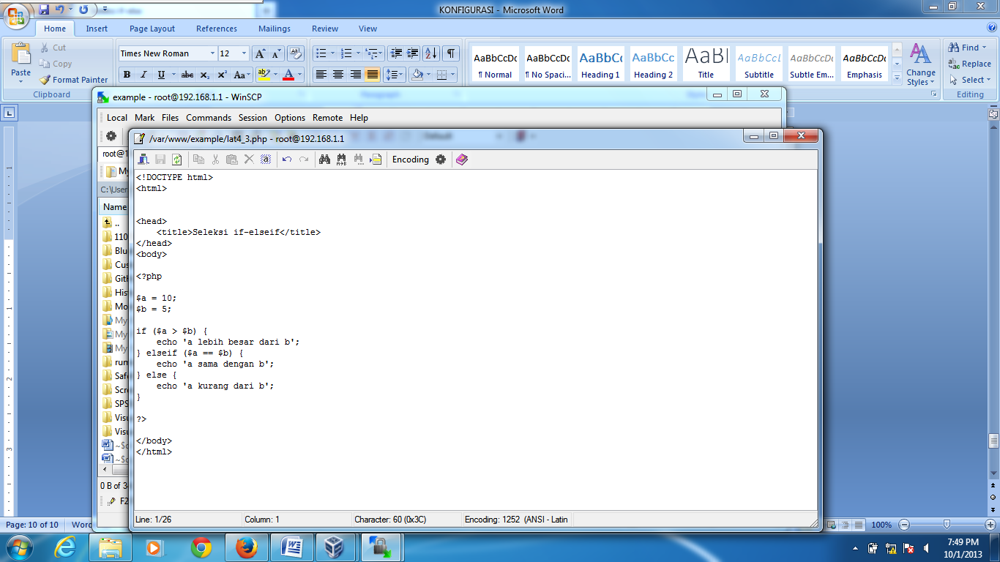 KONFIGURASI - Microsoft Word
Home Insert Page Layout References Mailings Review View
Paste
Cut
Copy
Format Painter
Clipboard
Times New Roman 12
AaBbCcDc AaBbCcDc AaBbCc AaBbCc AaBl AaBbCcL AaBbCcDc AaBbCcDc
¶ Normal ¶ No Spaci... Heading 1 Heading 2 Title Subtitle Subtle Em... Emphasis
Change Styles
Find
Replace
Select
Editing
example - root@192.168.1.1 - WinSCP
Local Mark Files Commands Session Options Remote Help
/var/www/example/lat4_3.php - root@192.168.1.1
root@1
Encoding
My
C:\User
Name
..
110
Blu
Cus
Gith
His
Mo
My
My
My
rum
Safe
Scre
SPS
Visu
Visu
<!DOCTYPE html>
<html>
<head>
<title>Seleksi if-elseif</title>
</head>
<body>
<?php
$a = 10;
$b = 5;
if ($a > $b) {
echo 'a lebih besar dari b';
} elseif ($a == $b) {
echo 'a sama dengan b';
} else {
echo 'a kurang dari b';
}
?>
</body>
</html>
0 B of 34
F2
Line: 1/26 Column: 1 Character: 60 (0x3C) Encoding: 1252 (ANSI - Latin
Page: 10 of 10 Word
100%
7:49 PM
10/1/2013